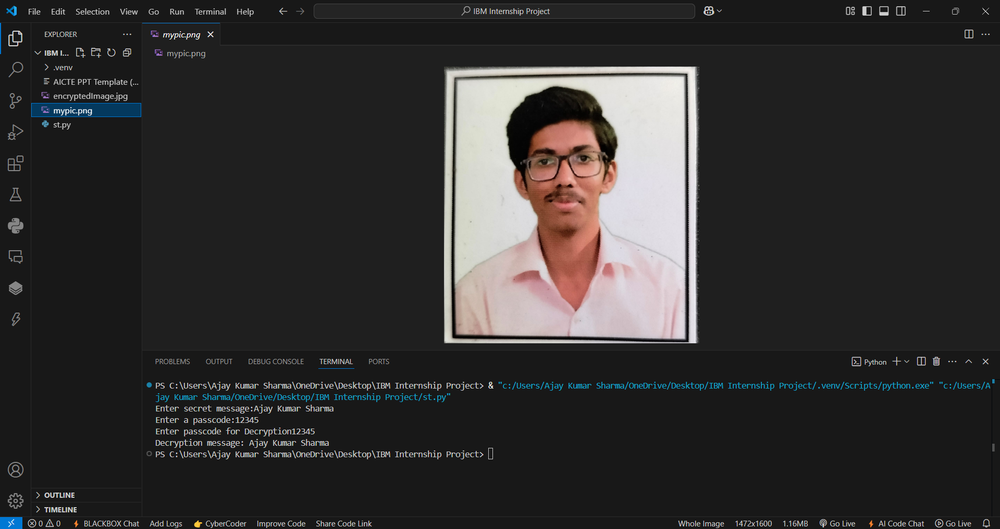 File Edit Selection View Go Run Terminal Help
IBM Internship Project
EXPLORER
mypic.png
IBM I...
mypic.png
.venv
AICTE PPT Template (...
encryptedImage.jpg
mypic.png
st.py
PROBLEMS OUTPUT DEBUG CONSOLE TERMINAL PORTS
Python
PS C:\Users\Ajay Kumar Sharma\OneDrive\Desktop\IBM Internship Project> & "c:/Users/Ajay Kumar Sharma/OneDrive/Desktop/IBM Internship Project/.venv/Scripts/python.exe" "c:/Users/A
jay Kumar Sharma/OneDrive/Desktop/IBM Internship Project/st.py"
Enter secret message:Ajay Kumar Sharma
Enter a passcode:12345
Enter passcode for Decryption12345
Decryption message: Ajay Kumar Sharma
PS C:\Users\Ajay Kumar Sharma\OneDrive\Desktop\IBM Internship Project>
OUTLINE
TIMELINE
0 0 BLACKBOX Chat Add Logs CyberCoder Improve Code Share Code Link Whole Image 1472x1600 1.16MB Go Live AI Code Chat Go Live